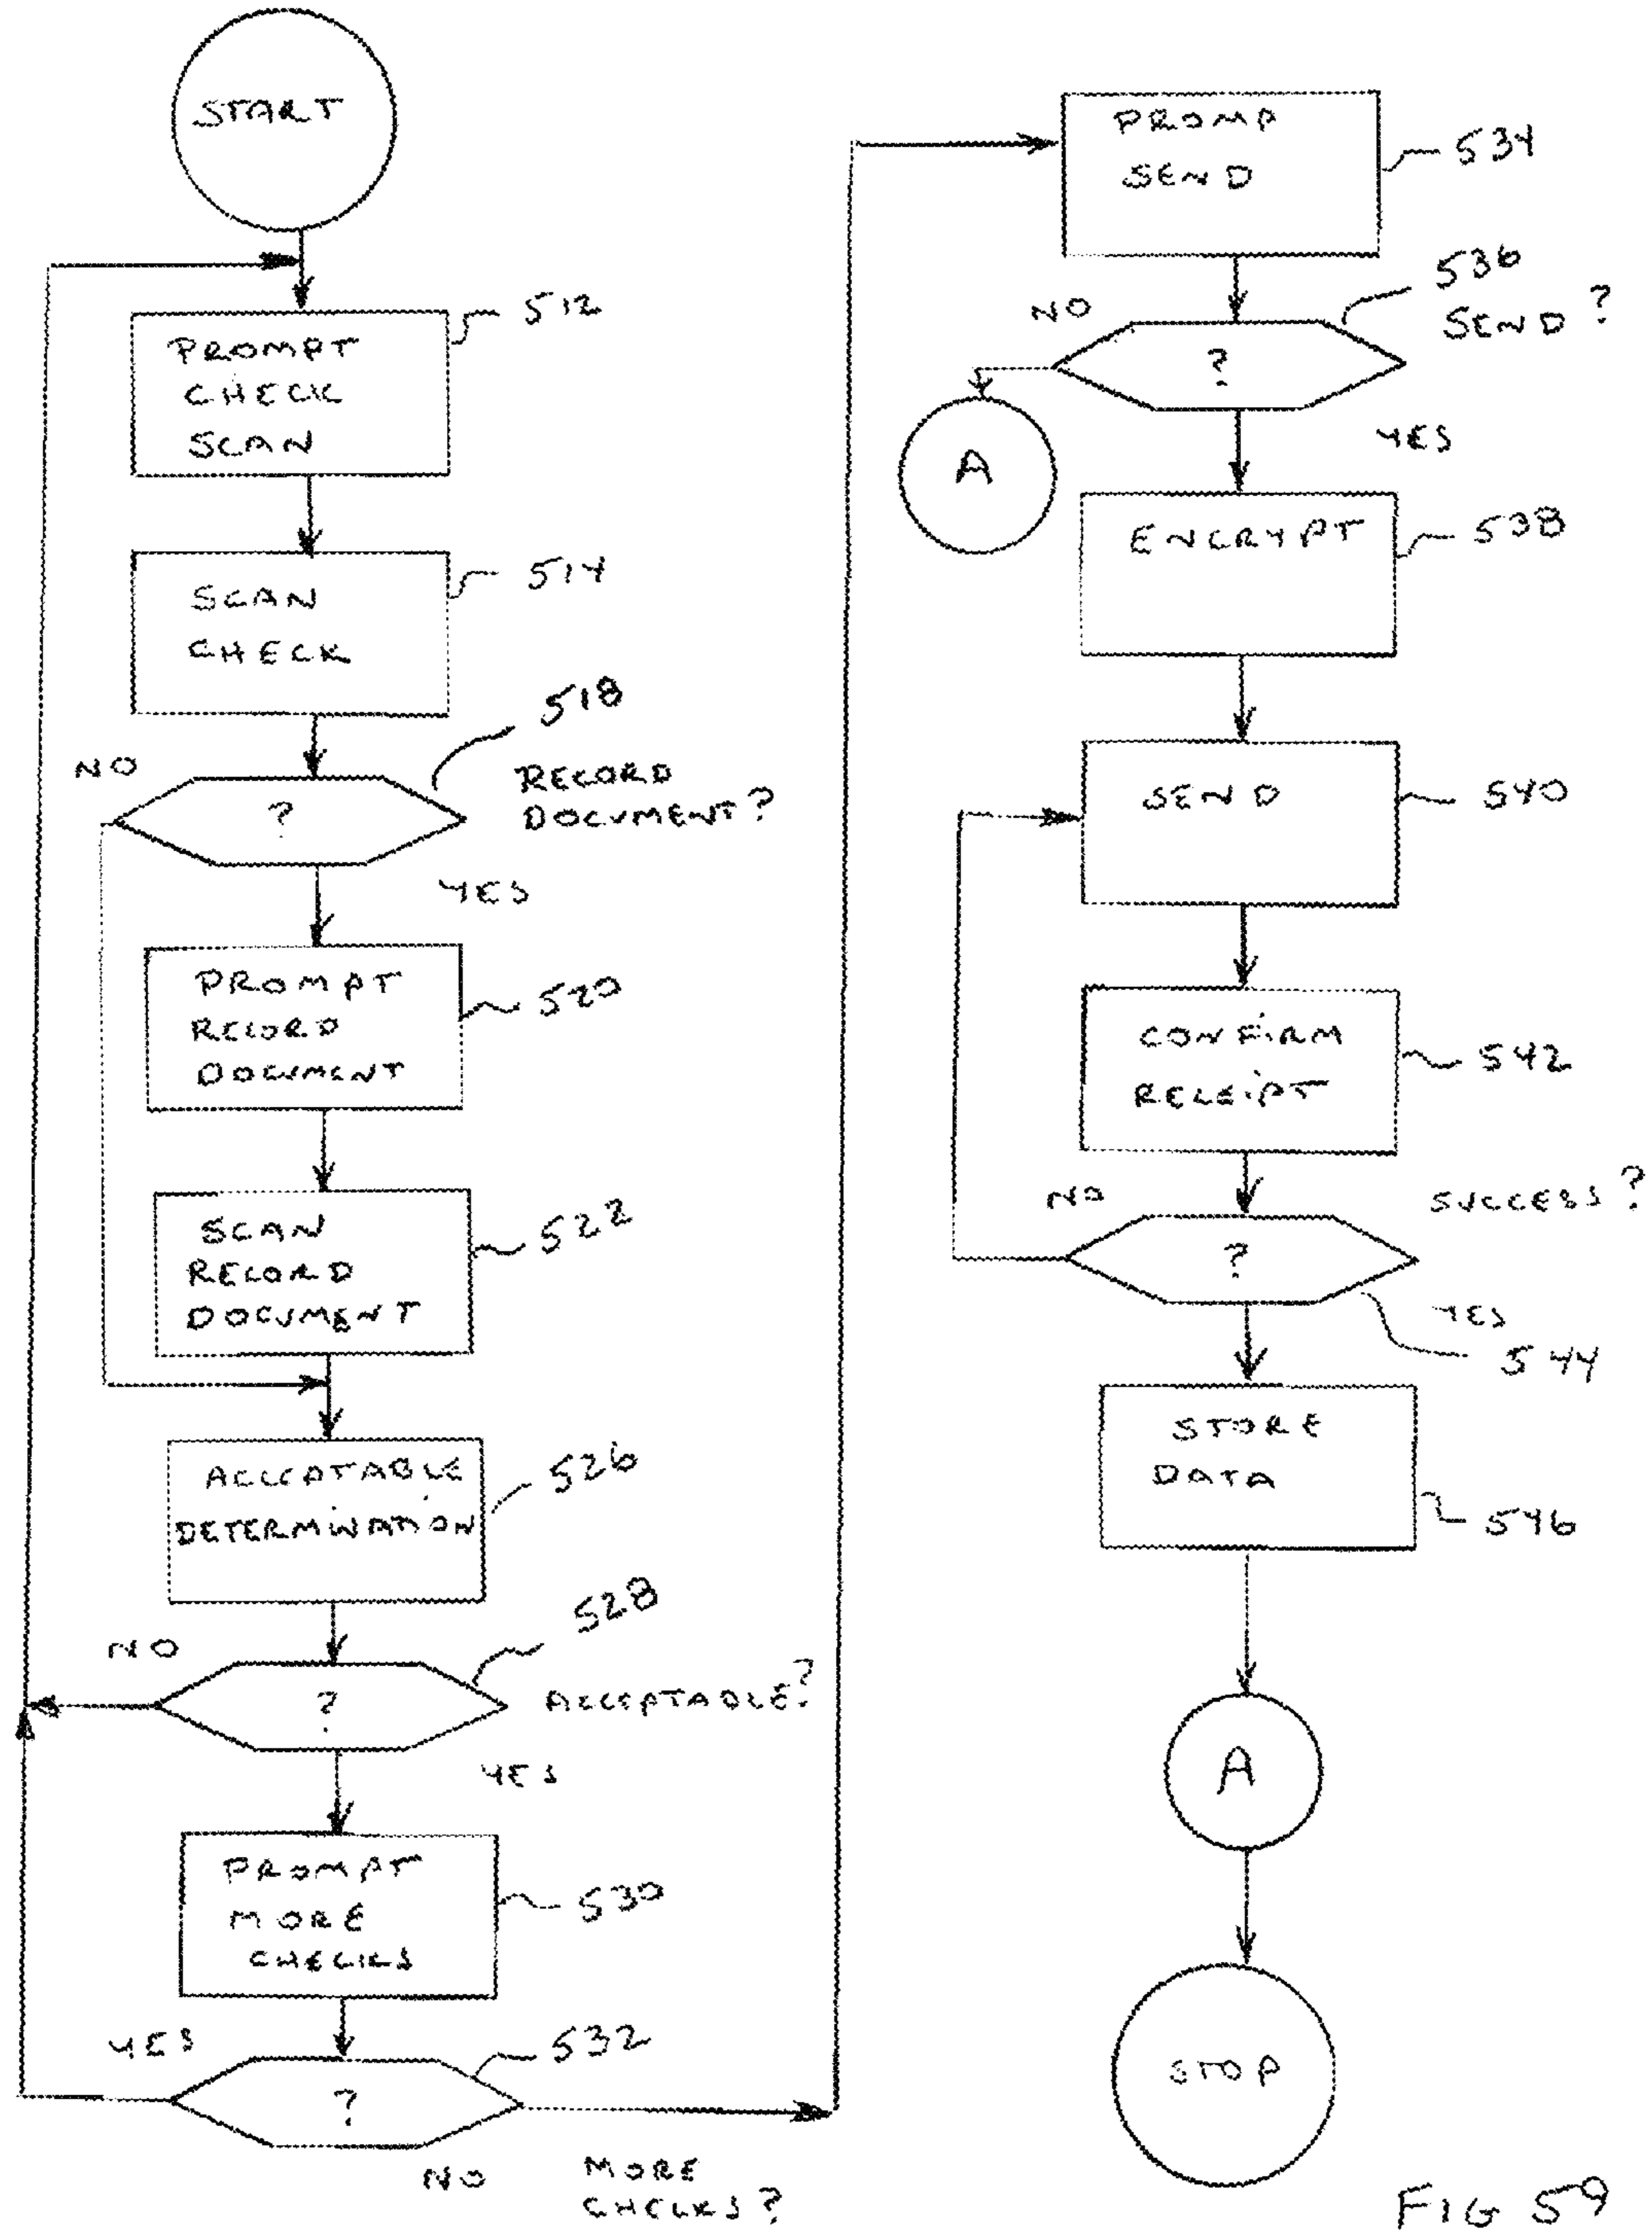 START
512
PROMPT
CHECK
SCAN
514
SCAN
CHECK
518
NO
RECORD
DOCUMENT?
?
YES
520
PROMPT
RECORD
DOCUMENT
522
SCAN
RECORD
DOCUMENT
526
ACCEPTABLE
DETERMINATION
528
NO
ACCEPTABLE?
?
YES
530
PROMPT
MORE
CHECKS
532
YES
?
NO
MORE
CHECKS?
PROMP
SEND
534
536
NO
SEND?
?
A
YES
ENCRYPT
538
SEND
540
CONFIRM
RECEIPT
542
NO
SUCCESS?
?
YES
544
STORE
DATA
546
A
STOP
FIG 59